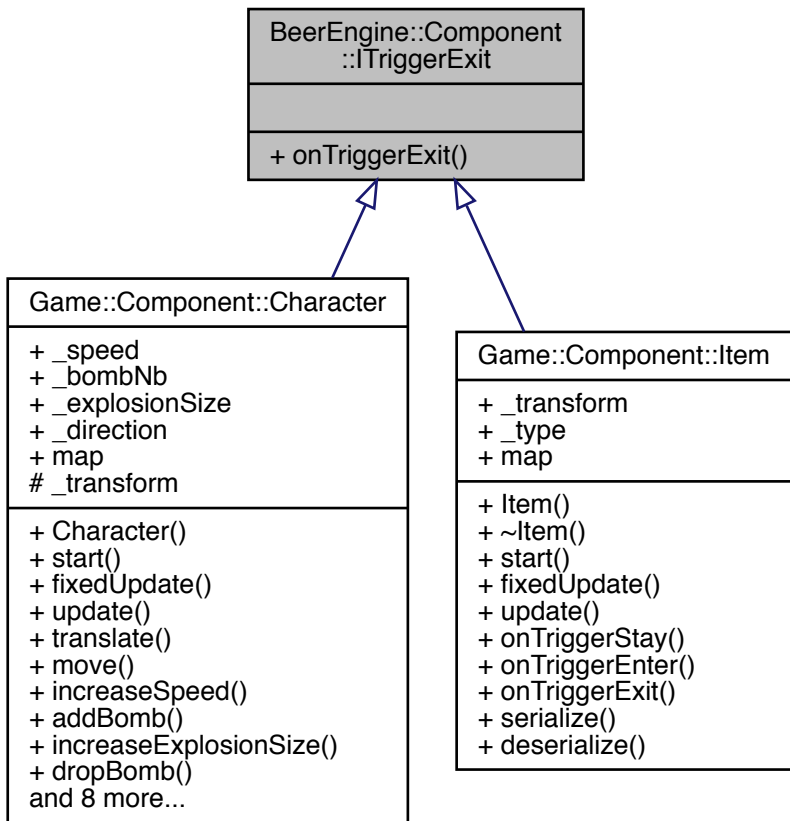 BeerEngine::Component
::ITriggerExit
+ onTriggerExit()
Game::Component::Character
+ _speed
+ _bombNb
+ _explosionSize
+ _direction
+ map
# _transform
+ Character()
+ start()
+ fixedUpdate()
+ update()
+ translate()
+ move()
+ increaseSpeed()
+ addBomb()
+ increaseExplosionSize()
+ dropBomb()
and 8 more...
Game::Component::Item
+ _transform
+ _type
+ map
+ Item()
+ ~Item()
+ start()
+ fixedUpdate()
+ update()
+ onTriggerStay()
+ onTriggerEnter()
+ onTriggerExit()
+ serialize()
+ deserialize()